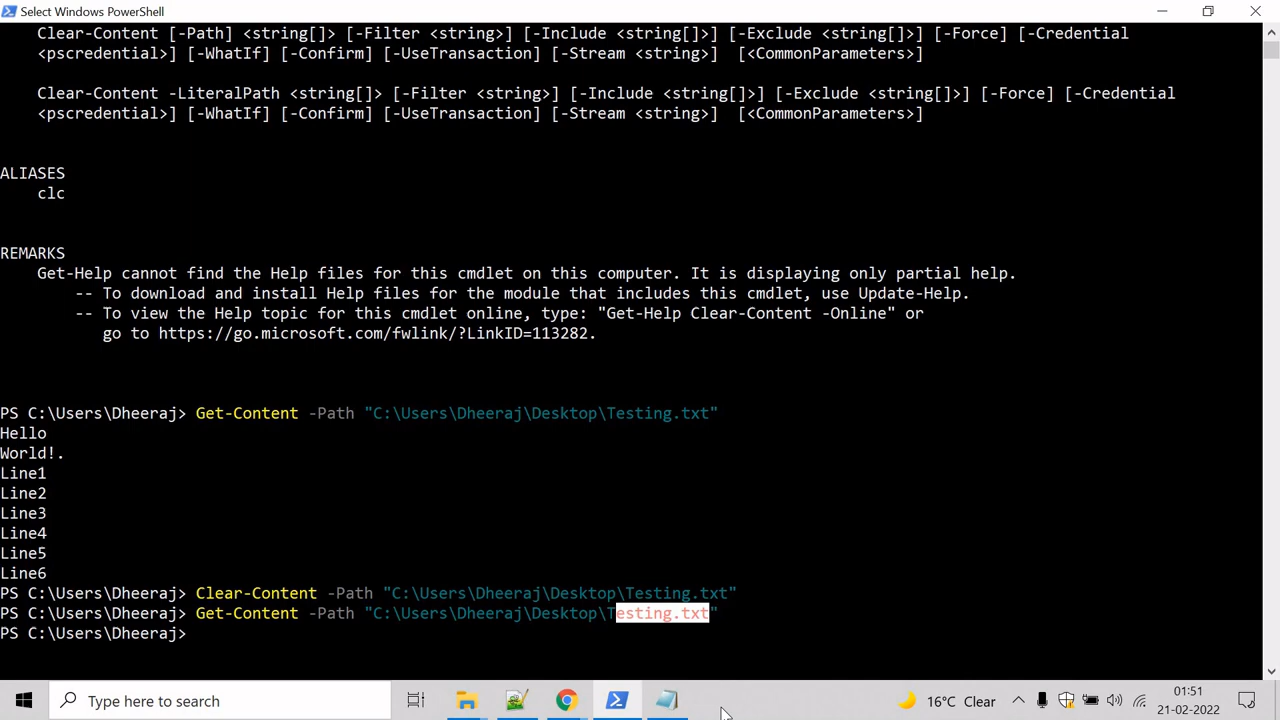 Select Windows PowerShell
Clear-Content [-Path] <string[]> [-Filter <string>] [-Include <string[]>] [-Exclude <string[]>] [-Force] [-Credential
<pscredential>] [-WhatIf] [-Confirm] [-UseTransaction] [-Stream <string>]  [<CommonParameters>]
Clear-Content -LiteralPath <string[]> [-Filter <string>] [-Include <string[]>] [-Exclude <string[]>] [-Force] [-Credential
<pscredential>] [-WhatIf] [-Confirm] [-UseTransaction] [-Stream <string>]  [<CommonParameters>]
ALIASES
clc
REMARKS
Get-Help cannot find the Help files for this cmdlet on this computer. It is displaying only partial help.
-- To download and install Help files for the module that includes this cmdlet, use Update-Help.
-- To view the Help topic for this cmdlet online, type: "Get-Help Clear-Content -Online" or
go to https://go.microsoft.com/fwlink/?LinkID=113282.
PS C:\Users\Dheeraj> Get-Content -Path "C:\Users\Dheeraj\Desktop\Testing.txt"
Hello
World!.
Line1
Line2
Line3
Line4
Line5
Line6
PS C:\Users\Dheeraj> Clear-Content -Path "C:\Users\Dheeraj\Desktop\Testing.txt"
PS C:\Users\Dheeraj> Get-Content -Path "C:\Users\Dheeraj\Desktop\Testing.txt"
PS C:\Users\Dheeraj>
Type here to search
16°C Clear
01:51
21-02-2022